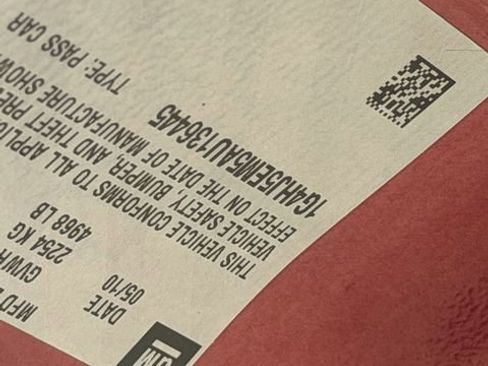 GM
MFD
DATE GVWR
05/10 2254 KG
4968 LB
THIS VEHICLE CONFORMS TO ALL APPLIC
VEHICLE SAFETY, BUMPER, AND THEFT PRE
EFFECT ON THE DATE OF MANUFACTURE SHOW
1G4HJ5EM5AU136445 TYPE: PASS CAR